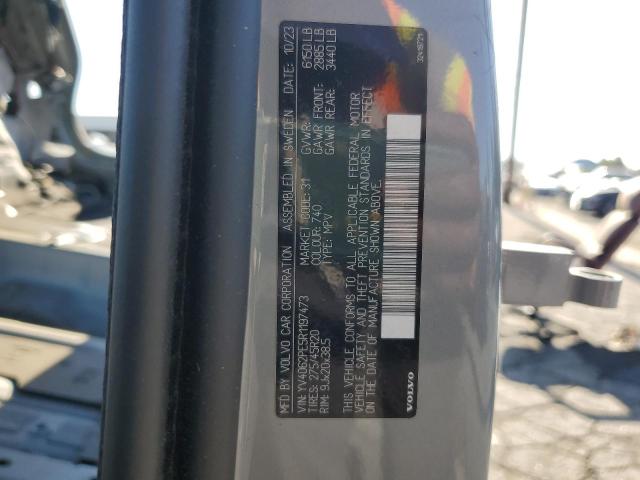 MFD BY VOLVO CAR CORPORATION ASSEMBLED IN SWEDEN DATE: 10/23
VIN: YV4062PE5R1197473 MARKET CODE: 31 GVWR: 6150 LB
TIRES: 275/45R20 COLOUR: 740 GAWR FRONT: 2885 LB
RIM: 9Jx20x38.5 TYPE: MPV GAWR REAR: 3440 LB
THIS VEHICLE CONFORMS TO ALL APPLICABLE FEDERAL MOTOR
VEHICLE SAFETY AND THEFT PREVENTION STANDARDS IN EFFECT
ON THE DATE OF MANUFACTURE SHOWN ABOVE.
VOLVO 32419721